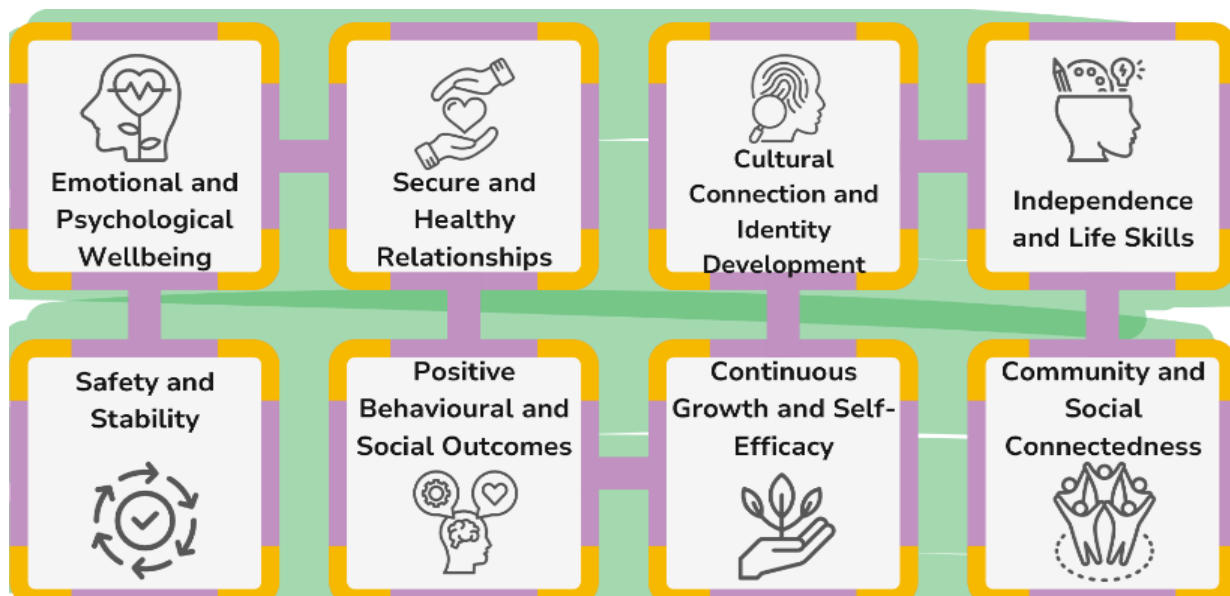 Emotional and
Psychological
Wellbeing
Secure and
Healthy
Relationships
Cultural
Connection and
Identity
Development
Independence
and Life Skills
Safety and
Stability
Positive
Behavioural and
Social Outcomes
Continuous
Growth and Self-
Efficacy
Community and
Social
Connectedness